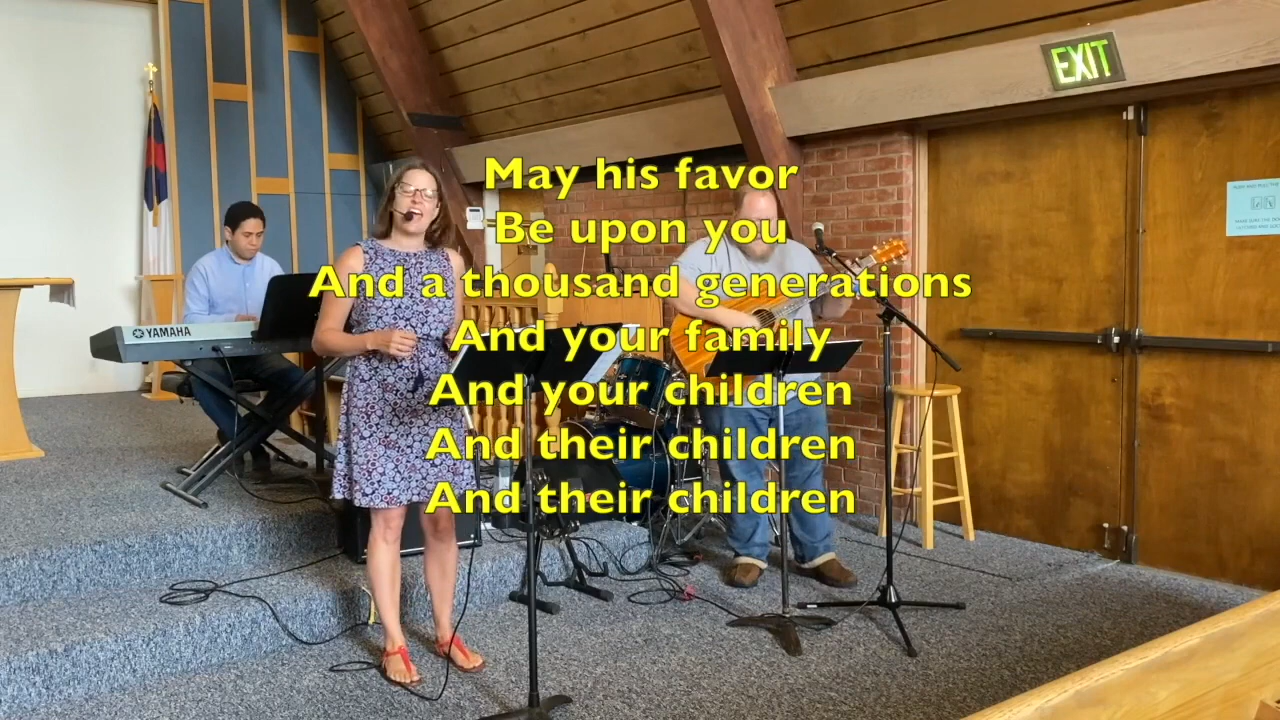 EXIT
May his favor
Be upon you
And a thousand generations
And your family
And your children
And their children
And their children
YAMAHA